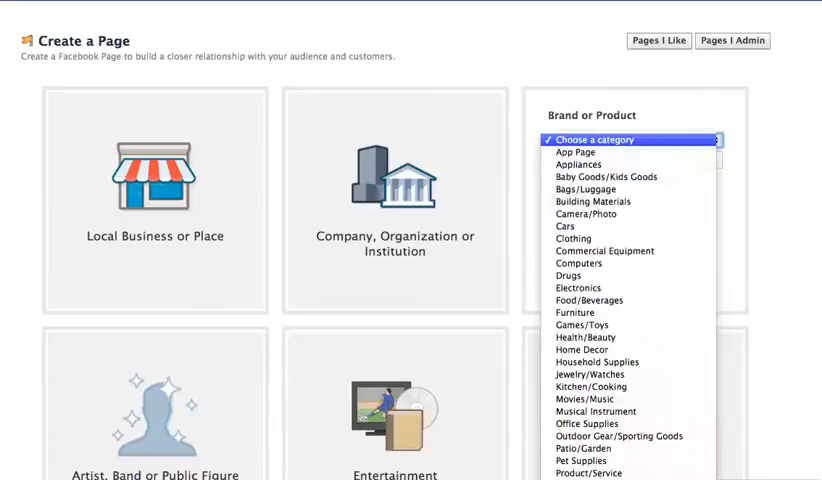 Create a Page
Create a Facebook Page to build a closer relationship with your audience and customers.
Pages I Like
Pages I Admin
Local Business or Place
Company, Organization or
Institution
Brand or Product
✓ Choose a category
App Page
Appliances
Baby Goods/Kids Goods
Bags/Luggage
Building Materials
Camera/Photo
Cars
Clothing
Commercial Equipment
Computers
Drugs
Electronics
Food/Beverages
Furniture
Games/Toys
Health/Beauty
Home Decor
Household Supplies
Jewelry/Watches
Kitchen/Cooking
Movies/Music
Musical Instrument
Office Supplies
Outdoor Gear/Sporting Goods
Patio/Garden
Pet Supplies
Product/Service
Artist, Band or Public Figure
Entertainment